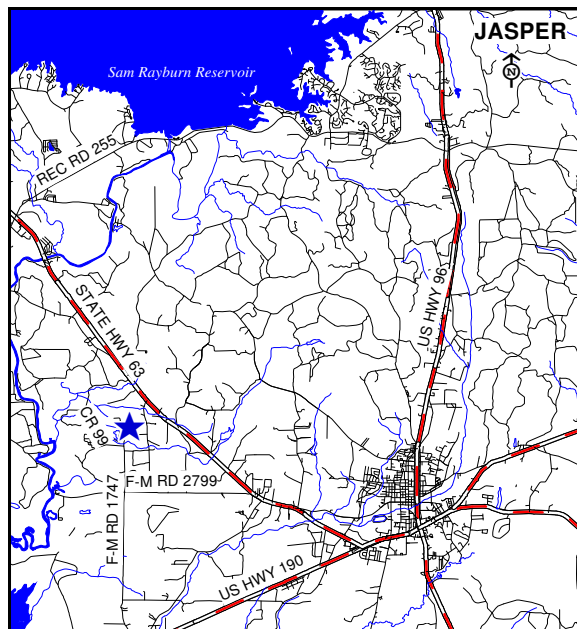 JASPER
N
Sam Rayburn Reservoir
REC RD 255
US HWY 96
STATE HWY 63
CR 99
F-M RD 2799
F-M RD 1747
US HWY 190